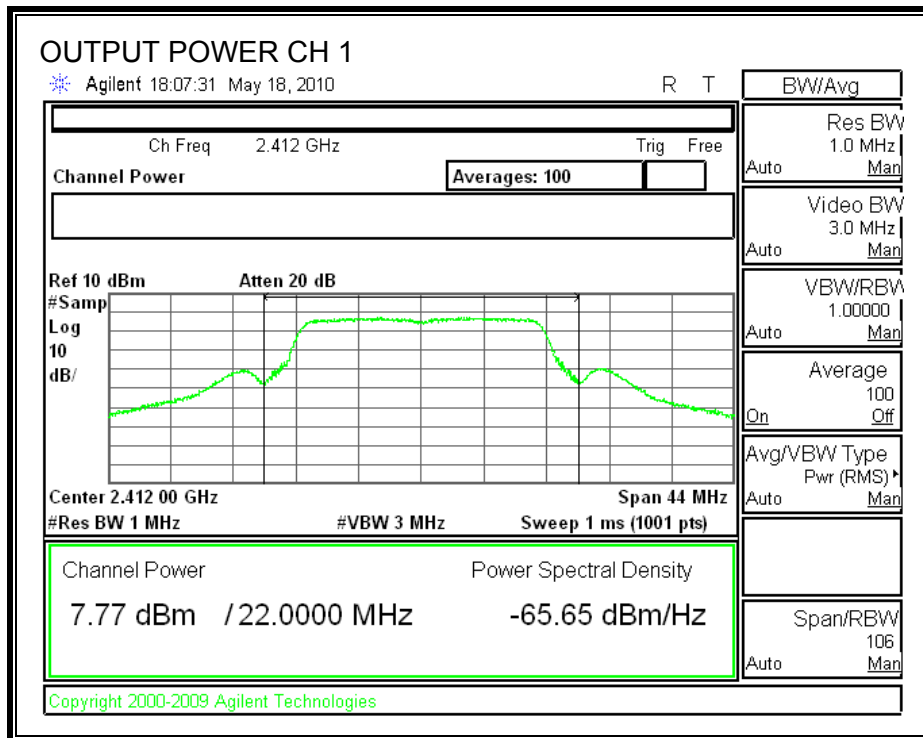 OUTPUT POWER CH 1
Agilent 18:07:31 May 18, 2010 R T
Ch Freq 2.412 GHz Trig Free
Channel Power Averages: 100
Ref 10 dBm Atten 20 dB
#Samp
Log
10
dB/
Center 2.412 00 GHz Span 44 MHz
#Res BW 1 MHz #VBW 3 MHz Sweep 1 ms (1001 pts)
Channel Power Power Spectral Density
7.77 dBm /22.0000 MHz -65.65 dBm/Hz
Copyright 2000-2009 Agilent Technologies
BW/Avg
Res BW
1.0 MHz
Auto Man
Video BW
3.0 MHz
Auto Man
VBW/RBW
1.00000
Auto Man
Average
100
On Off
Avg/VBW Type
Pwr (RMS)
Auto Man
Span/RBW
106
Auto Man